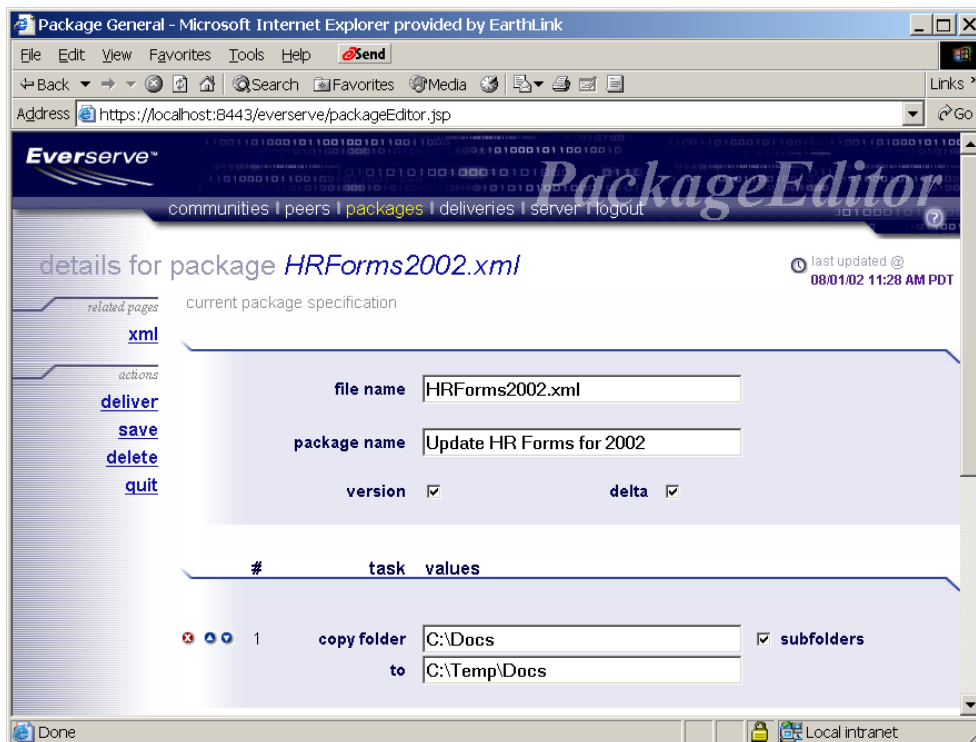 Package General - Microsoft Internet Explorer provided by EarthLink
File Edit View Favorites Tools Help eSend
Back Search Favorites Media Links »
Address https://localhost:8443/everserve/packageEditor.jsp Go
Everserve™
PackageEditor
communities | peers | packages | deliveries | server | logout
?
details for package HRForms2002.xml
last updated @
08/01/02 11:28 AM PDT
related pages
current package specification
xml
actions
deliver
save
delete
quit
file name HRForms2002.xml
package name Update HR Forms for 2002
version delta
# task values
1 copy folder C:\Docs subfolders
to C:\Temp\Docs
Done Local intranet